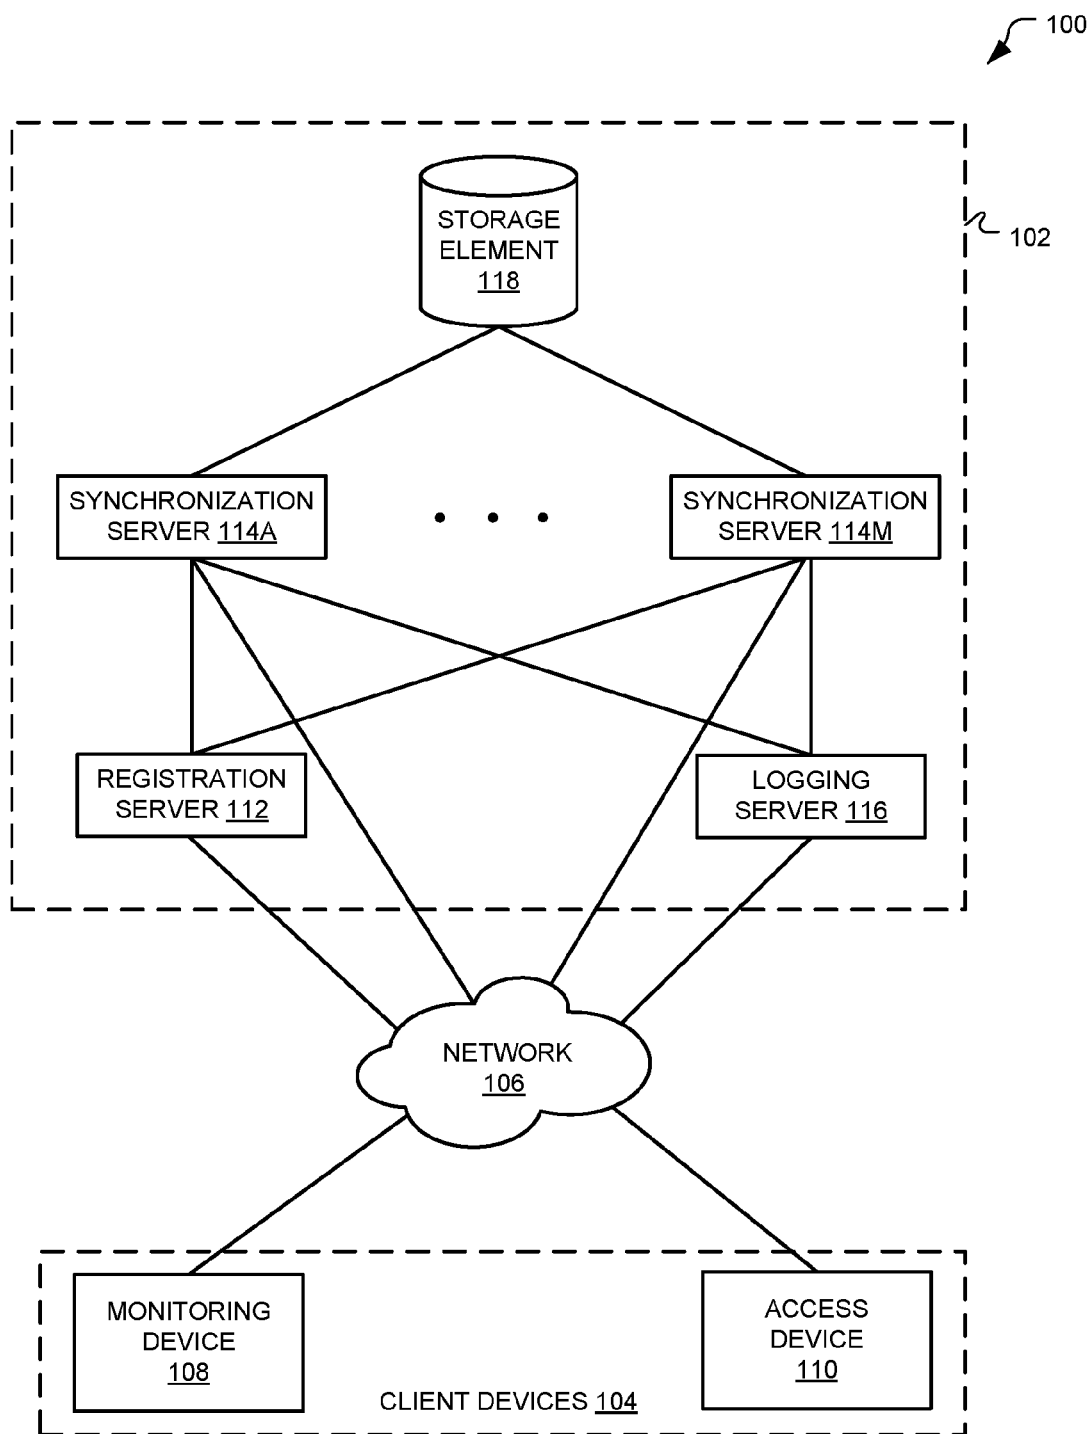 100
STORAGE
ELEMENT
118
102
SYNCHRONIZATION
SERVER 114A
SYNCHRONIZATION
SERVER 114M
REGISTRATION
SERVER 112
LOGGING
SERVER 116
NETWORK
106
MONITORING
DEVICE
108
ACCESS
DEVICE
110
CLIENT DEVICES 104